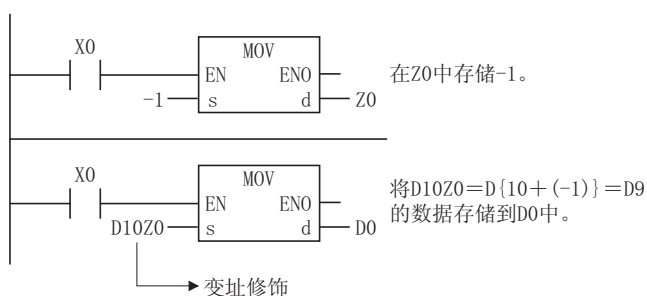 X0
MOV
EN ENO
-1 s d Z0
在Z0中存储-1。
X0
MOV
EN ENO
D10Z0 s d D0
将D10Z0＝D{10＋(-1)}＝D9
的数据存储到D0中。
变址修饰